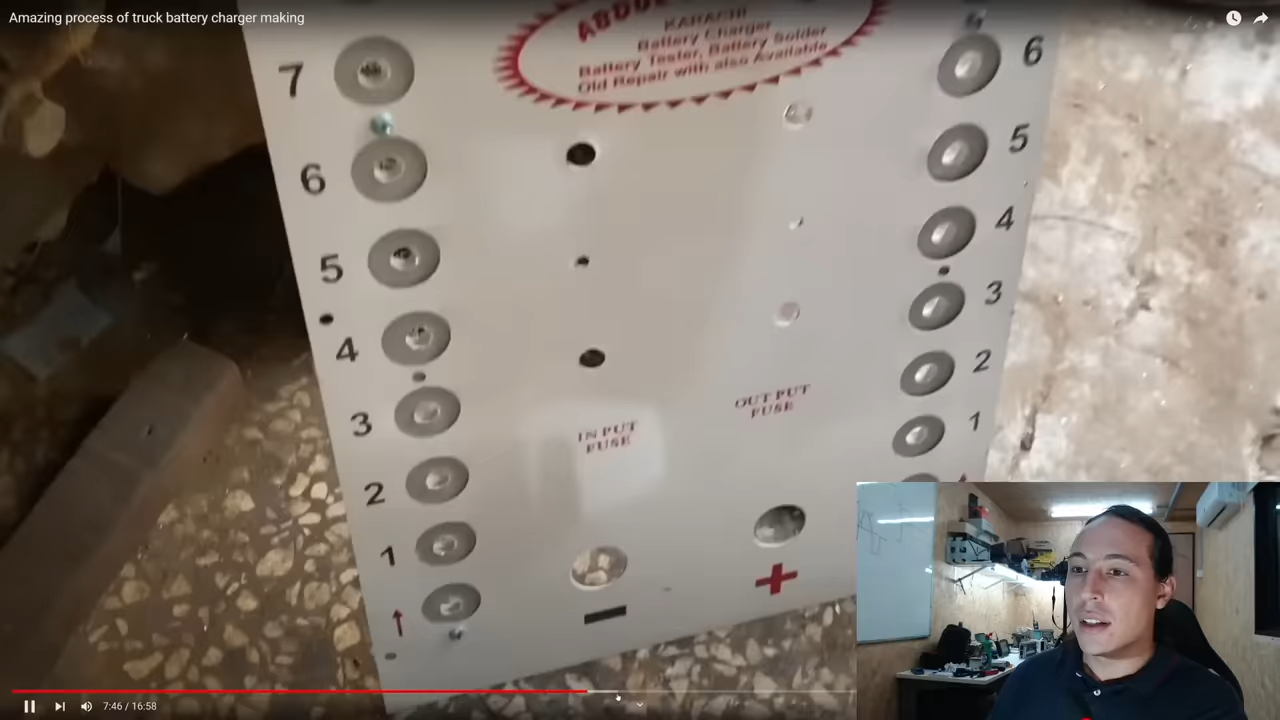 Amazing process of truck battery charger making
ABDU
KARACHI
Battery Charger
Battery Tester, Battery Solder
Old Repair with also Available
7
6
5
4
3
2
1
6
5
4
3
2
1
IN PUT
FUSE
OUT PUT
FUSE
7:46 / 16:58